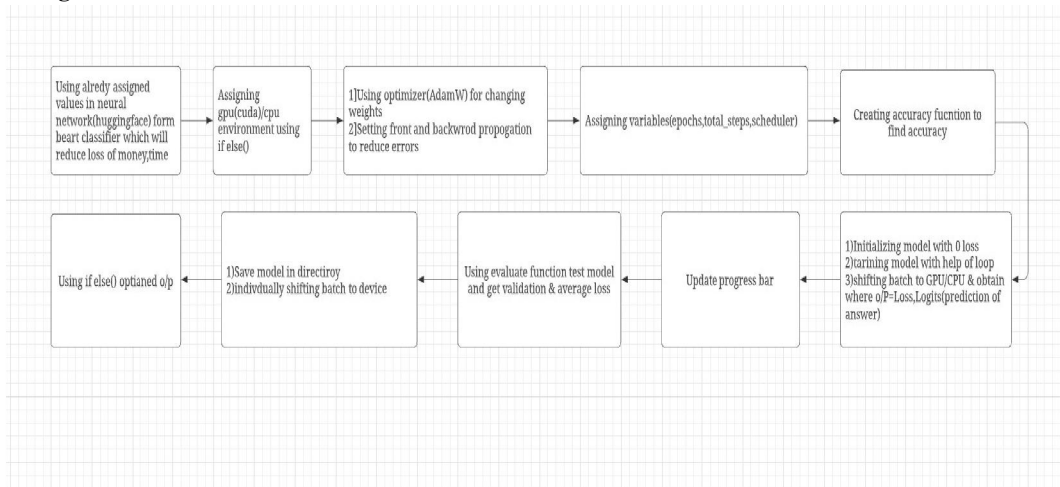 Using alredy assigned
values in neural
network(huggingface) form
beart classifier which will
reduce loss of money,time
Assigning
gpu(cuda)/cpu
environment using
if else()
1]Using optimizer(AdamW) for changing
weights
2]Setting front and backwrod propogation
to reduce errors
Assigning variables(epochs,total_steps,scheduler)
Creating accuracy fucntion to
find accuracy
1)Initializing model with 0 loss
2)tarining model with help of loop
3)shifting batch to GPU/CPU & obtain
where o/P=Loss,Logits(prediction of
answer)
Update progress bar
Using evaluate function test model
and get validation & average loss
1)Save model in directiroy
2)indivdually shifting batch to device
Using if else() optianed o/p